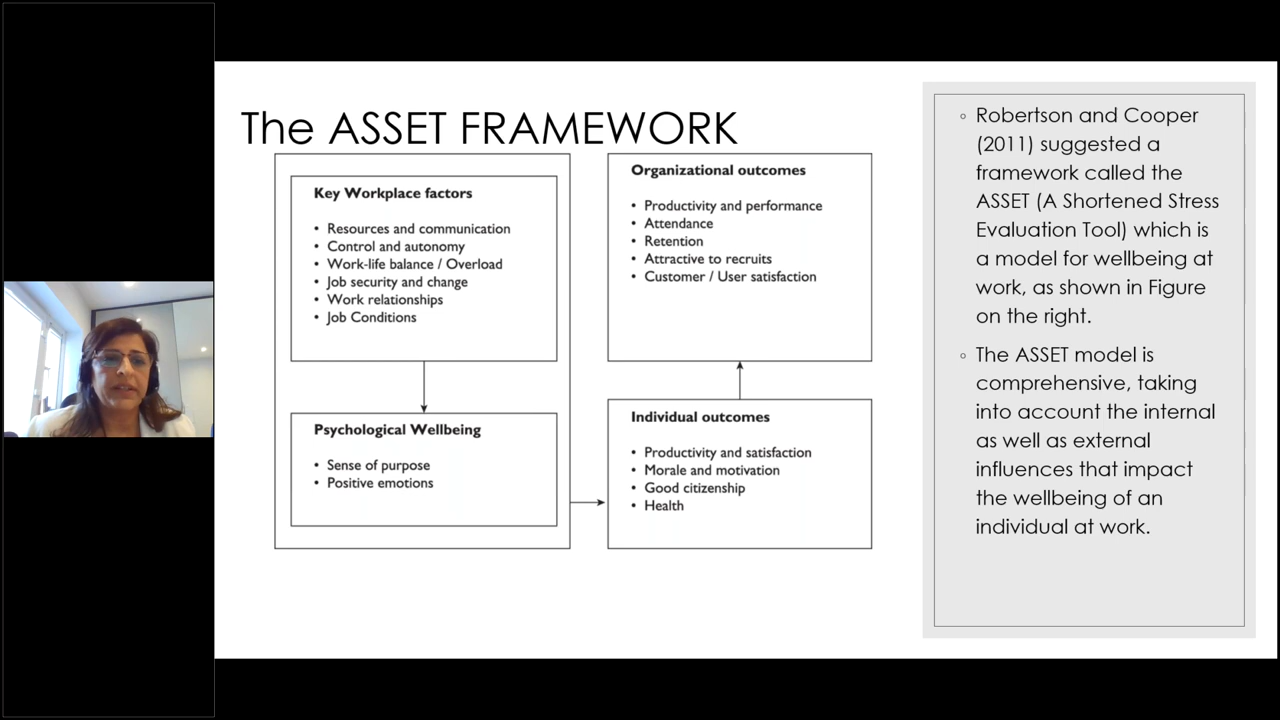 The ASSET FRAMEWORK
Key Workplace factors
• Resources and communication
• Control and autonomy
• Work-life balance / Overload
• Job security and change
• Work relationships
• Job Conditions
Psychological Wellbeing
• Sense of purpose
• Positive emotions
Organizational outcomes
• Productivity and performance
• Attendance
• Retention
• Attractive to recruits
• Customer / User satisfaction
Individual outcomes
• Productivity and satisfaction
• Morale and motivation
• Good citizenship
• Health
◦ Robertson and Cooper
(2011) suggested a
framework called the
ASSET (A Shortened Stress
Evaluation Tool) which is
a model for wellbeing at
work, as shown in Figure
on the right.
◦ The ASSET model is
comprehensive, taking
into account the internal
as well as external
influences that impact
the wellbeing of an
individual at work.